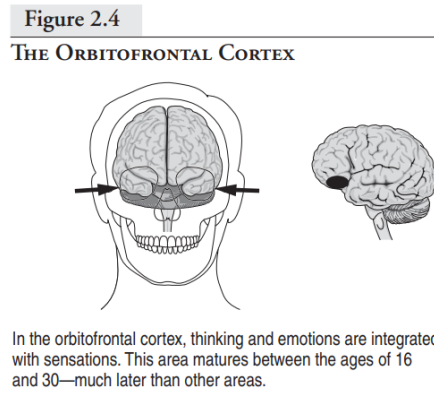 Figure 2.4
The Orbitofrontal Cortex
In the orbitofrontal cortex, thinking and emotions are integrated
with sensations. This area matures between the ages of 16
and 30—much later than other areas.